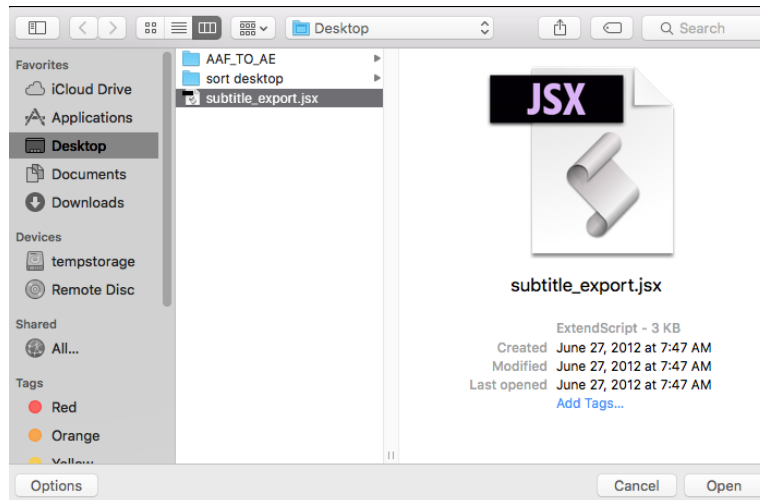 Desktop
Search
Favorites
iCloud Drive
Applications
Desktop
Documents
Downloads
Devices
tempstorage
Remote Disc
Shared
All...
Tags
Red
Orange
Yellow
AAF_TO_AE
sort desktop
subtitle_export.jsx
JSX
subtitle_export.jsx
ExtendScript - 3 KB
Created June 27, 2012 at 7:47 AM
Modified June 27, 2012 at 7:47 AM
Last opened June 27, 2012 at 7:47 AM
Add Tags...
Options
Cancel
Open